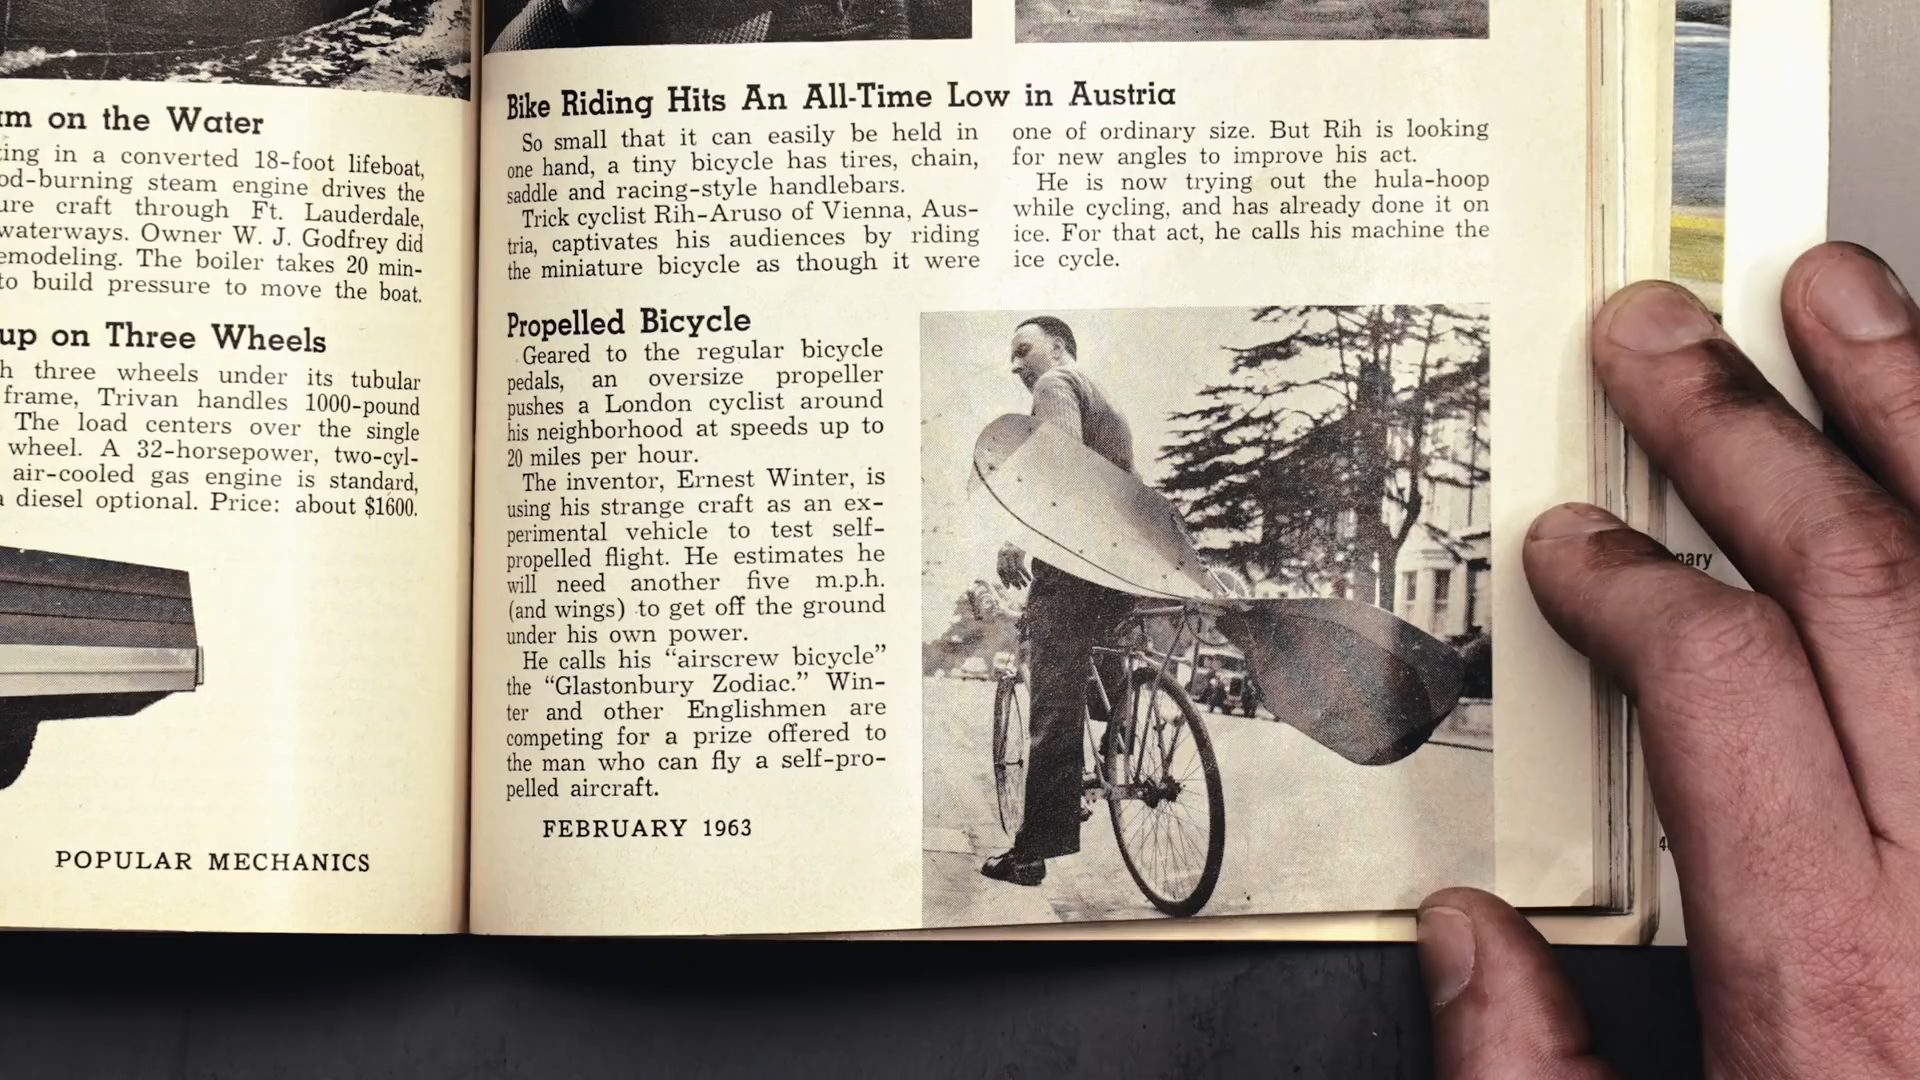 m on the Water
ing in a converted 18-foot lifeboat,
od-burning steam engine drives the
ure craft through Ft. Lauderdale,
waterways. Owner W. J. Godfrey did
emodeling. The boiler takes 20 min-
to build pressure to move the boat.
up on Three Wheels
h three wheels under its tubular
frame, Trivan handles 1000-pound
The load centers over the single
wheel. A 32-horsepower, two-cyl-
air-cooled gas engine is standard,
a diesel optional. Price: about $1600.
POPULAR MECHANICS
Bike Riding Hits An All-Time Low in Austria
So small that it can easily be held in
one hand, a tiny bicycle has tires, chain,
saddle and racing-style handlebars.
Trick cyclist Rih-Aruso of Vienna, Aus-
tria, captivates his audiences by riding
the miniature bicycle as though it were
one of ordinary size. But Rih is looking
for new angles to improve his act.
He is now trying out the hula-hoop
while cycling, and has already done it on
ice. For that act, he calls his machine the
ice cycle.
Propelled Bicycle
Geared to the regular bicycle
pedals, an oversize propeller
pushes a London cyclist around
his neighborhood at speeds up to
20 miles per hour.
The inventor, Ernest Winter, is
using his strange craft as an ex-
perimental vehicle to test self-
propelled flight. He estimates he
will need another five m.p.h.
(and wings) to get off the ground
under his own power.
He calls his “airscrew bicycle”
the “Glastonbury Zodiac.” Win-
ter and other Englishmen are
competing for a prize offered to
the man who can fly a self-pro-
pelled aircraft.
FEBRUARY 1963
nary